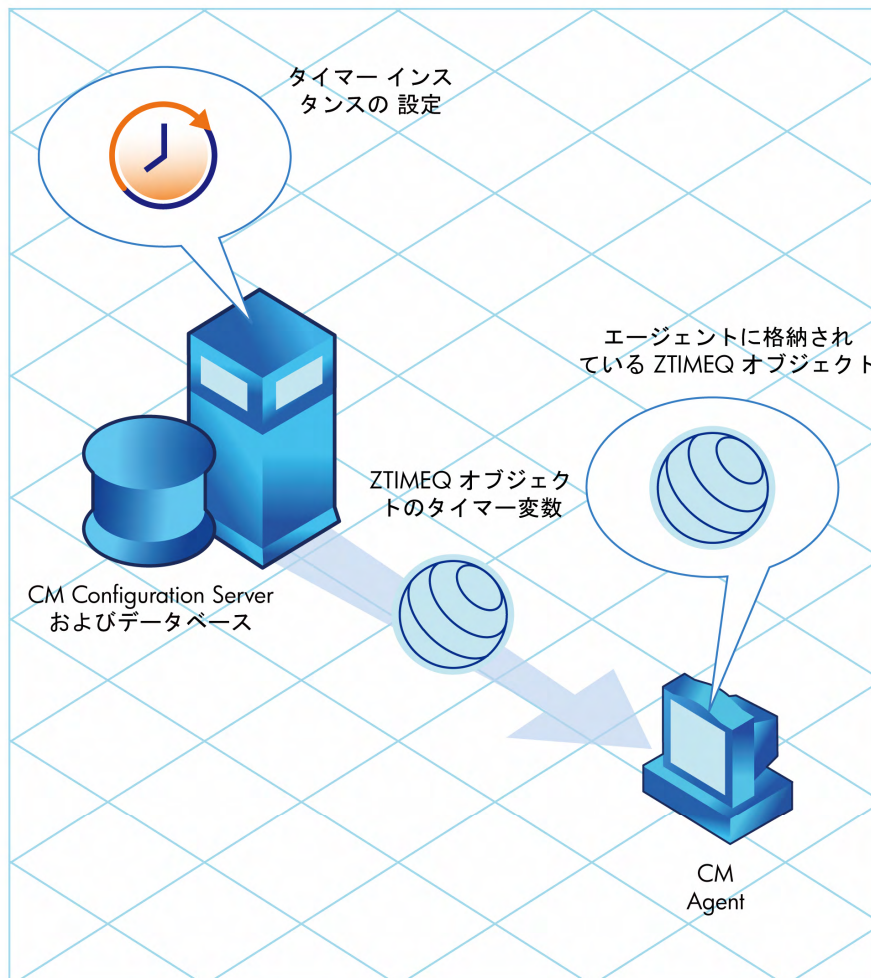 タイマー インス
タンスの 設定
エージェントに格納され
ている ZTIMEQ オブジェクト
ZTIMEQ オブジェク
トのタイマー変数
CM Configuration Server
およびデータベース
CM
Agent